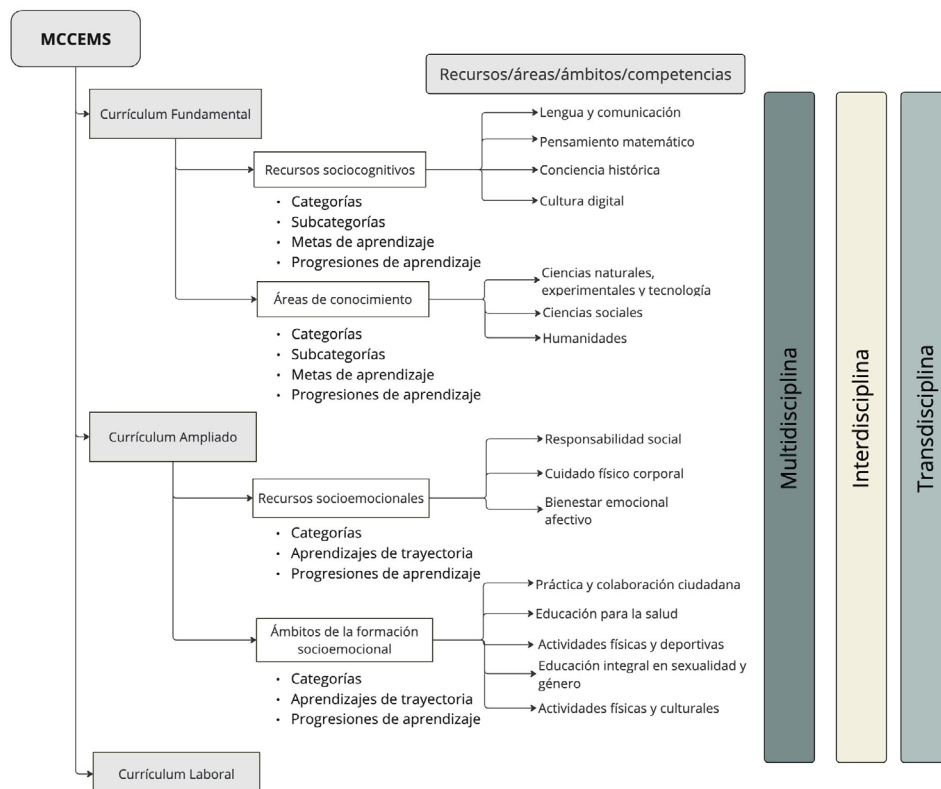 MCCEMS
Recursos/áreas/ámbitos/competencias
Currículum Fundamental
Recursos sociocognitivos
• Categorías
• Subcategorías
• Metas de aprendizaje
• Progresiones de aprendizaje
Lengua y comunicación
Pensamiento matemático
Conciencia histórica
Cultura digital
Áreas de conocimiento
• Categorías
• Subcategorías
• Metas de aprendizaje
• Progresiones de aprendizaje
Ciencias naturales,
experimentales y tecnología
Ciencias sociales
Humanidades
Currículum Ampliado
Recursos socioemocionales
• Categorías
• Aprendizajes de trayectoria
• Progresiones de aprendizaje
Responsabilidad social
Cuidado físico corporal
Bienestar emocional
afectivo
Ámbitos de la formación
socioemocional
• Categorías
• Aprendizajes de trayectoria
• Progresiones de aprendizaje
Práctica y colaboración ciudadana
Educación para la salud
Actividades físicas y deportivas
Educación integral en sexualidad y
género
Actividades físicas y culturales
Currículum Laboral
Multidisciplina
Interdisciplina
Transdisciplina